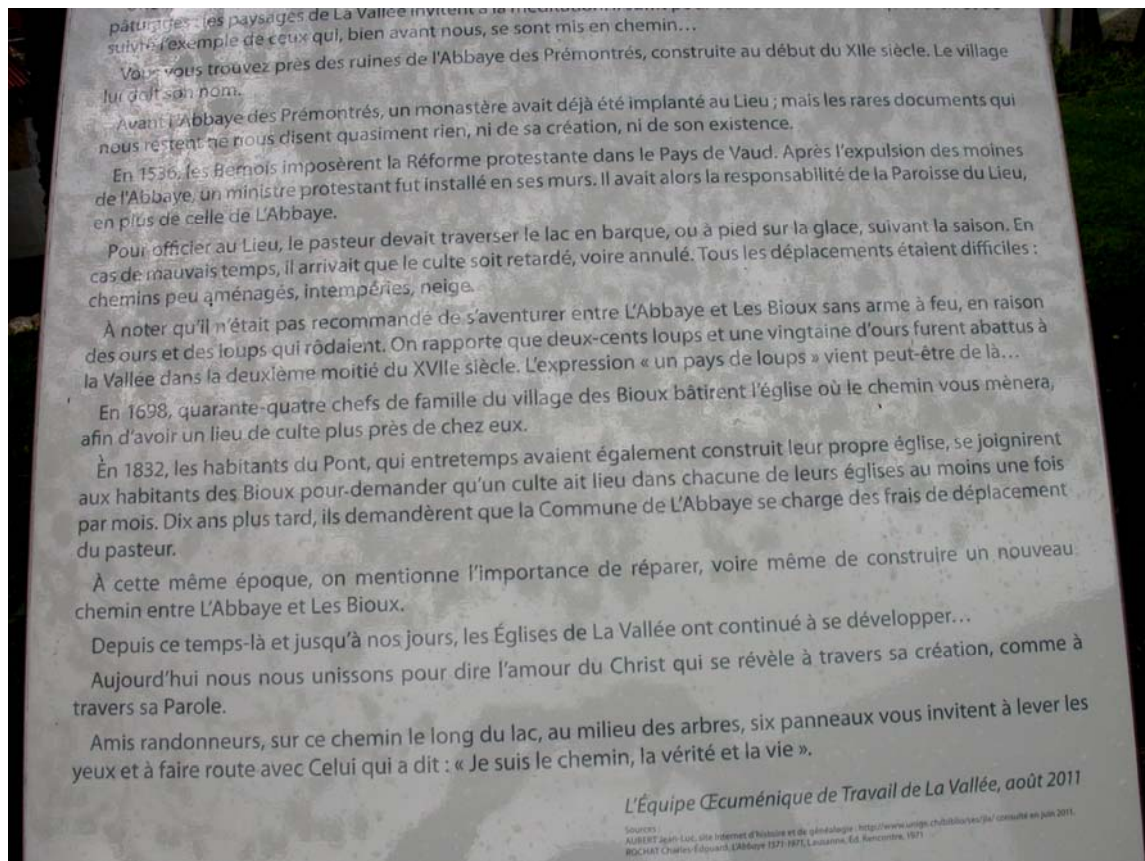 pâturages : les paysages de La Vallée invitent à la
suivre l'exemple de ceux qui, bien avant nous, se sont mis en chemin…
Vous vous trouvez près des ruines de l'Abbaye des Prémontrés, construite au début du XIIe siècle. Le village
lui doit son nom.
Avant l'Abbaye des Prémontrés, un monastère avait déjà été implanté au Lieu ; mais les rares documents qui
nous restent ne nous disent quasiment rien, ni de sa création, ni de son existence.
En 1536, les Bernois imposèrent la Réforme protestante dans le Pays de Vaud. Après l'expulsion des moines
de l'Abbaye, un ministre protestant fut installé en ses murs. Il avait alors la responsabilité de la Paroisse du Lieu,
en plus de celle de L'Abbaye.
Pour officier au Lieu, le pasteur devait traverser le lac en barque, ou à pied sur la glace, suivant la saison. En
cas de mauvais temps, il arrivait que le culte soit retardé, voire annulé. Tous les déplacements étaient difficiles :
chemins peu aménagés, intempéries, neige.
À noter qu'il n'était pas recommandé de s'aventurer entre L'Abbaye et Les Bioux sans arme à feu, en raison
des ours et des loups qui rôdaient. On rapporte que deux-cents loups et une vingtaine d'ours furent abattus à
la Vallée dans la deuxième moitié du XVIIe siècle. L'expression « un pays de loups » vient peut-être de là…
En 1698, quarante-quatre chefs de famille du village des Bioux bâtirent l'église où le chemin vous mènera,
afin d'avoir un lieu de culte plus près de chez eux.
En 1832, les habitants du Pont, qui entretemps avaient également construit leur propre église, se joignirent
aux habitants des Bioux pour demander qu'un culte ait lieu dans chacune de leurs églises au moins une fois
par mois. Dix ans plus tard, ils demandèrent que la Commune de L'Abbaye se charge des frais de déplacement
du pasteur.
À cette même époque, on mentionne l'importance de réparer, voire même de construire un nouveau
chemin entre L'Abbaye et Les Bioux.
Depuis ce temps-là et jusqu'à nos jours, les Églises de La Vallée ont continué à se développer…
Aujourd'hui nous nous unissons pour dire l'amour du Christ qui se révèle à travers sa création, comme à
travers sa Parole.
Amis randonneurs, sur ce chemin le long du lac, au milieu des arbres, six panneaux vous invitent à lever les
yeux et à faire route avec Celui qui a dit : « Je suis le chemin, la vérité et la vie ».
L'Équipe Œcuménique de Travail de La Vallée, août 2011
Sources :
AUBERT Jean-Luc, site Internet d'histoire et de généalogie : consulté en juin 2011.
ROCHAT Charles-Édouard, L'Abbaye 1571-1971, Lausanne, Éd. Rencontre, 1971